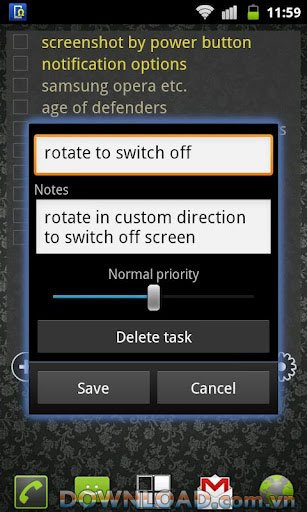 11:59
screenshot by power button
notification options
samsung opera etc.
age of defenders
rotate to switch off
Notes
rotate in custom direction
to switch off screen
Normal priority
Delete task
Save
Cancel
DOWNLOAD.com.vn